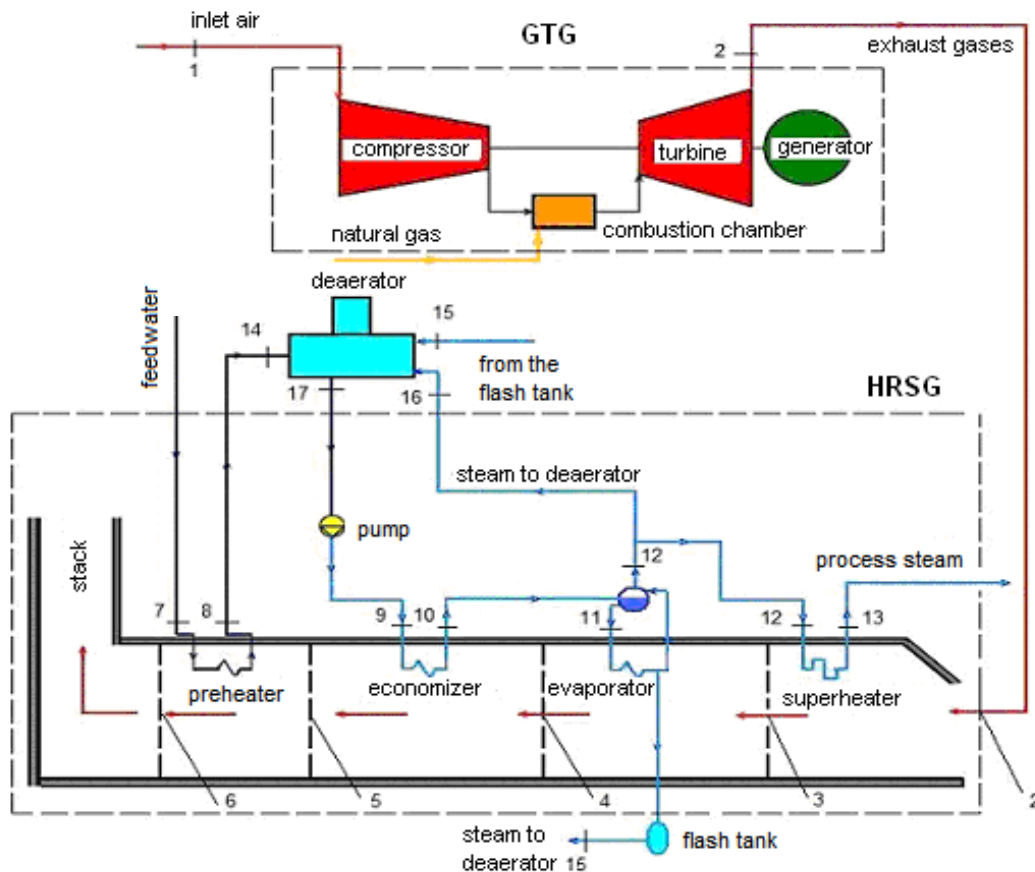 inlet air
1
GTG
2
exhaust gases
compressor
turbine
generator
combustion chamber
natural gas
deaerator
feedwater
14
15
from the
flash tank
17
16
HRSG
steam to deaerator
pump
12
process steam
stack
7
8
9
10
11
12
13
preheater
economizer
evaporator
superheater
6
5
4
3
2
steam to
deaerator 15
flash tank